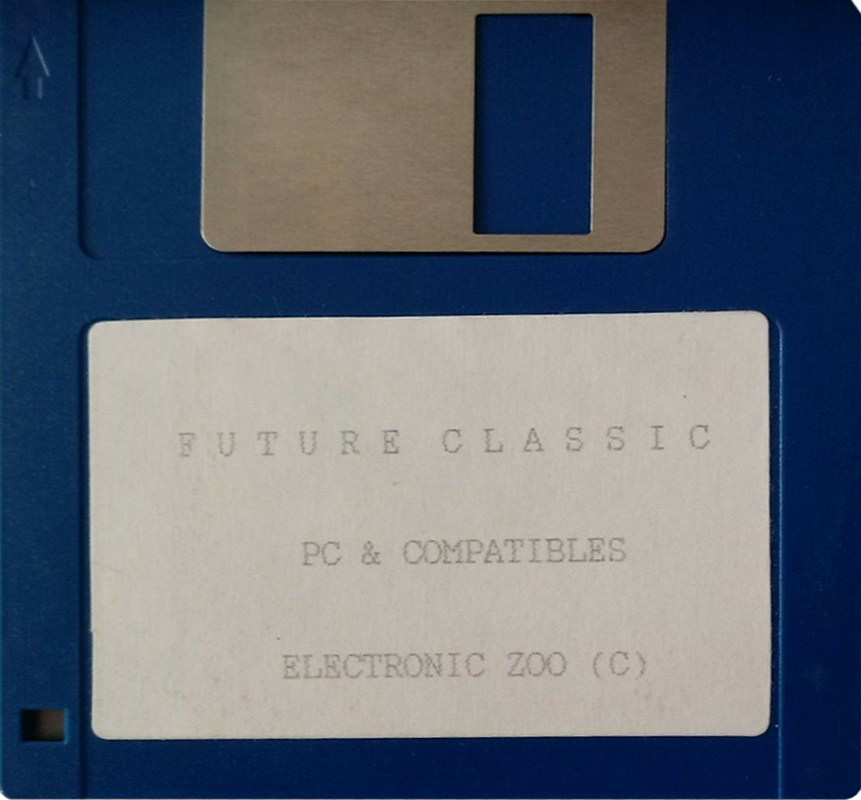 FUTURE CLASSIC
PC & COMPATIBLES
ELECTRONIC ZOO (C)